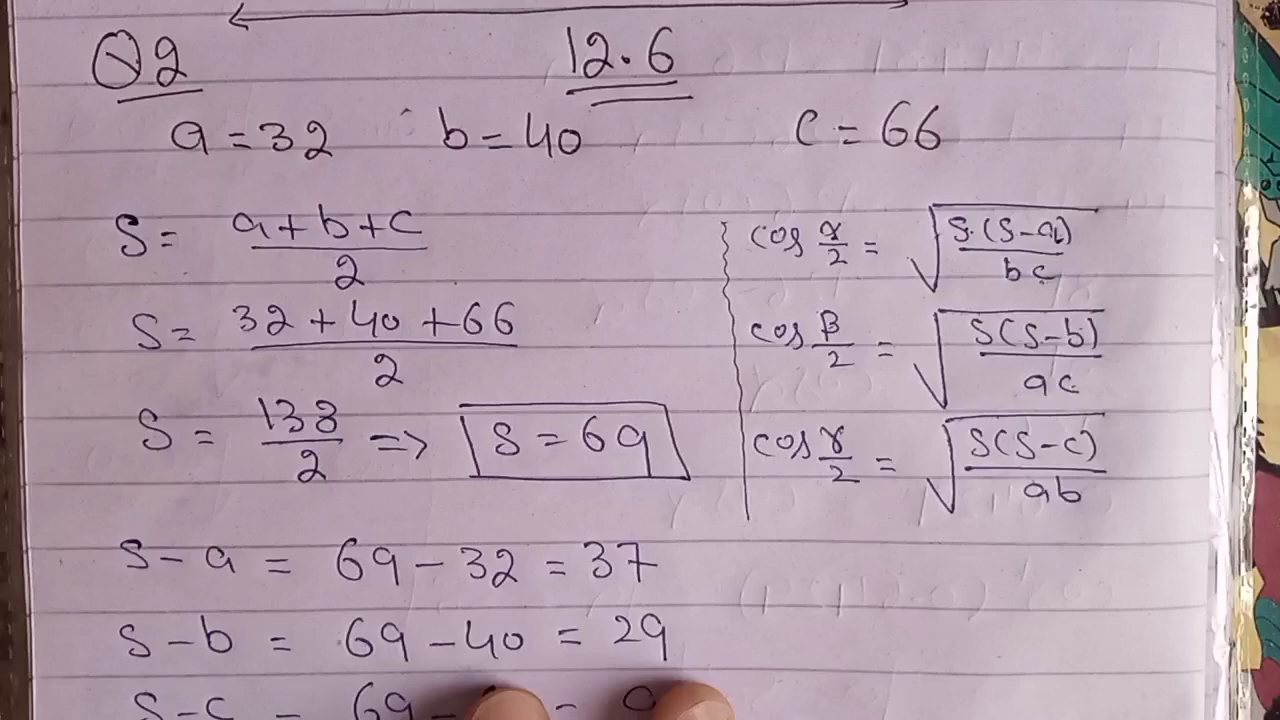 Q2 12.6
a = 32 b = 40 c = 66
S = a+b+c/2
S = 32+40+66/2
S = 138/2 => S = 69
S-a = 69-32 = 37
S-b = 69-40 = 29
S-c = 69-
cos α/2 = √(S.(S-a)/bc)
cos β/2 = √(S(S-b)/ac)
cos γ/2 = √(S(S-c)/ab)